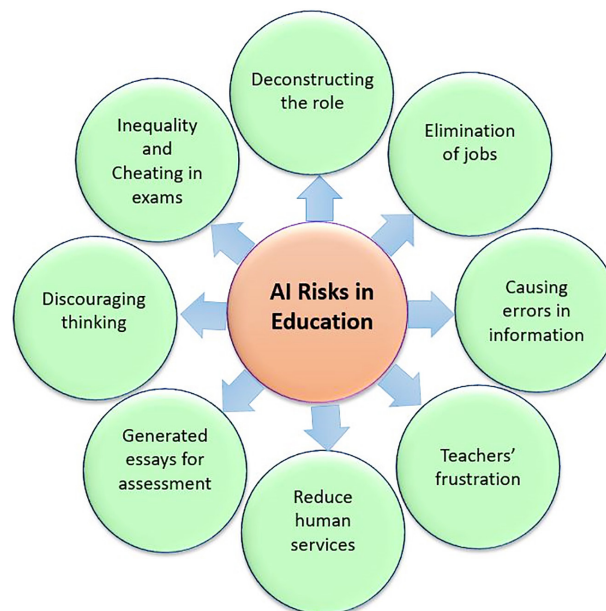 Deconstructing
the role
Elimination
of jobs
Causing
errors in
information
Teachers’
frustration
Reduce
human
services
Generated
essays for
assessment
Discouraging
thinking
Inequality
and
Cheating in
exams
AI Risks in
Education